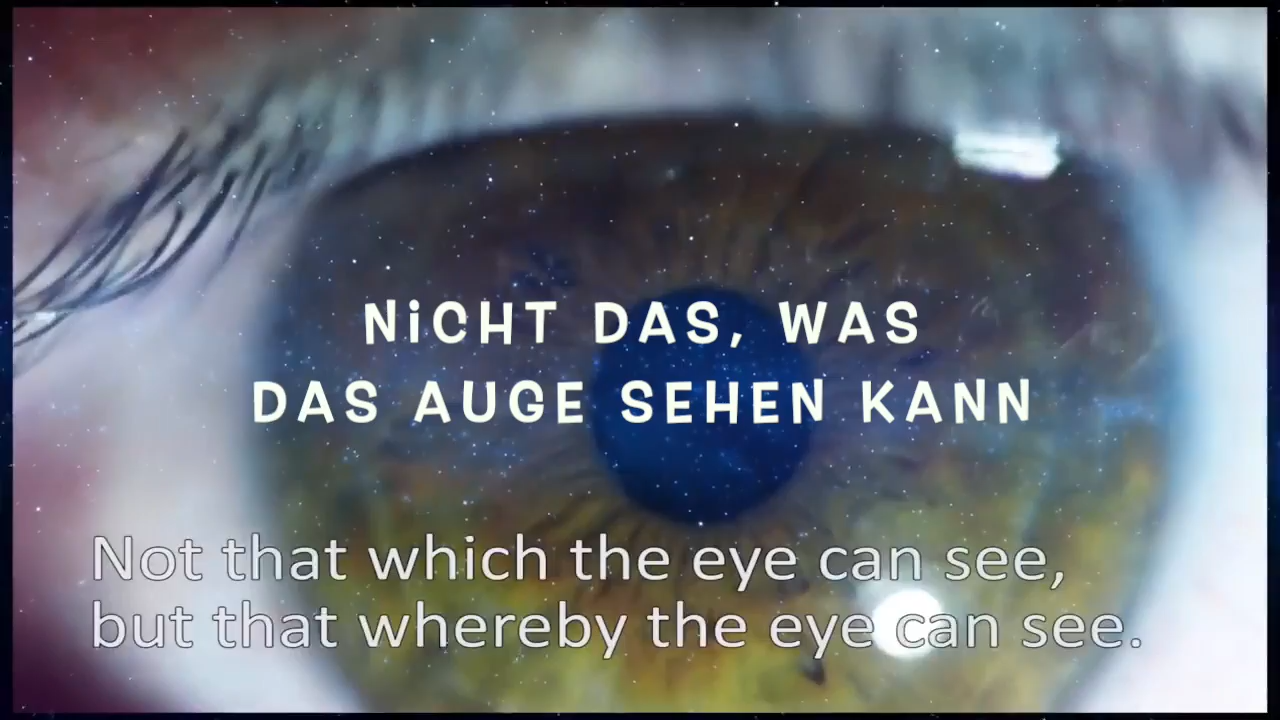 NiCHT DAS, WAS
DAS AUGE SEHEN KANN
Not that which the eye can see,
but that whereby the eye can see.